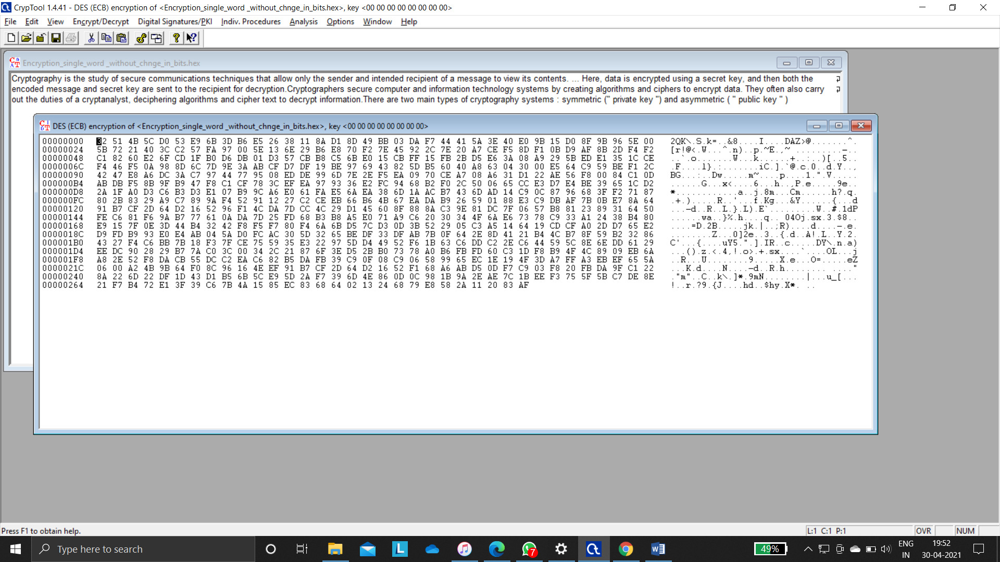 CrypTool 1.4.41 - DES (ECB) encryption of <Encryption_single_word _without_chnge_in_bits.hex>, key <00 00 00 00 00 00 00 00>
File Edit View Encrypt/Decrypt Digital Signatures/PKI Indiv. Procedures Analysis Options Window Help
Encryption_single_word _without_chnge_in_bits.hex
Cryptography is the study of secure communications techniques that allow only the sender and intended recipient of a message to view its contents. ... Here, data is encrypted using a secret key, and then both the
encoded message and secret key are sent to the recipient for decryption.Cryptographers secure computer and information technology systems by creating algorithms and ciphers to encrypt data. They often also carry
out the duties of a cryptanalyst, deciphering algorithms and cipher text to decrypt information.There are two main types of cryptography systems : symmetric (" private key ") and asymmetric ( " public key " )
DES (ECB) encryption of <Encryption_single_word _without_chnge_in_bits.hex>, key <00 00 00 00 00 00 00 00>
00000000 32 51 4B 5C D0 53 E9 6B 3D B6 E5 26 38 11 8A D1 8D 49 BB 03 DA F7 44 41 5A 3E 40 E0 9B 15 D0 8F 9B 96 5E 00 2QK\.S.k=..&8....I....DAZ>@.......^.
00000024 5B 72 21 40 3C C2 57 FA 97 00 5E 13 6E 29 B6 E8 70 F2 7E 45 92 2C 7E 20 A7 CE F5 8D F1 0B D9 AF 8B 2D F4 F2 [r!@<.W...^.n)..p.~E.,~ .........-..
00000048 C1 82 60 E2 6F CD 1F B0 D6 DB 01 D3 57 CB B8 C5 6B E0 15 CB FF 15 FB 2B D5 E6 3A 08 A9 29 5B ED E1 35 1C CE ..`.o.......W...k......+..:..)[..5..
0000006C F4 46 F5 0A 98 8D 6C 7D 9E 3A AB CF D7 DF 19 BE 97 69 43 82 5D B5 60 40 A8 63 04 30 00 E5 64 C9 59 BE F1 2C .F....l}.:.......iC.].`@.c.0..d.Y..,
00000090 42 47 E8 A6 DC 3A C7 97 44 77 95 08 ED DE 99 6D 7E 2E F5 EA 09 70 CE A7 08 A6 31 D1 22 AE 56 F8 00 84 C1 0D BG...:..Dw.....m~....p....1.".V.....
000000B4 AB DB F5 8B 9F B9 47 F8 C1 CF 78 3C EF EA 97 93 36 E2 FC 94 68 B2 F0 2C 50 06 65 CC E3 D7 E4 BE 39 65 1C D2 ......G...x<....6...h..,P.e.....9e..
000000D8 2A 1F A0 D3 C6 B3 D3 E1 07 B9 9C A6 E0 61 FA E5 6A EA 38 6D 1A AC B7 43 6D AD 14 C9 0C 87 96 68 3F F2 71 87 *............a..j.8m...Cm......h?.q.
000000FC 80 2B 83 29 A9 C7 89 9A F4 52 91 12 27 C2 CE EB 66 B6 4B 67 EA DA B9 26 59 01 88 E3 C9 DB AF 7B 0B E7 8A 64 .+.).....R..'...f.Kg...&Y......{...d
00000120 91 B7 CF 2D 64 D2 16 52 96 F1 4C DA 7D CC 4C 29 D1 45 60 8F 88 8A C3 9E 81 DC 7F 06 57 B8 81 23 89 31 64 50 ...-d..R..L.}.L).E`.........W..#.1dP
00000144 FE C6 81 F6 9A B7 77 61 0A DA 7D 25 FD 68 B3 B8 A5 E0 71 A9 C6 20 30 34 4F 6A E6 73 78 C9 33 A1 24 38 B4 80 ......wa..}%.h....q.. 04Oj.sx.3.$8..
00000168 E9 15 7F 0E 3D 44 B4 32 42 F8 F5 F7 80 F4 6A 6B D5 7C D3 0D 3B 52 29 05 C3 A5 14 64 19 CD CF A0 2D D7 65 E2 ....=D.2B.....jk.|..;R)....d....-.e.
0000018C D9 FD B9 93 E0 E4 AB 04 5A D0 FC AC 30 5D 32 65 BE DF 33 DF AB 7B 0F 64 2E 8D 41 21 B4 4C B7 8F 59 B2 32 86 ........Z...0]2e..3..{.d..A!.L..Y.2.
000001B0 43 27 F4 C6 BB 7B 18 F3 7F CE 75 59 35 E3 22 97 5D D4 49 52 F6 1B 63 C6 DD C2 2E C6 44 59 5C 8E 6E DD 61 29 C'...{....uY5.".].IR..c.....DY\.n.a)
000001D4 EE DC 90 28 29 B7 7A C0 3C 00 34 2C 21 87 6F 3E D5 2B B0 73 78 A0 B6 FB FD 60 C3 1D F8 B9 4F 4C 89 09 EB 6A ...().z.<.4,!.o>.+.sx....`....OL...j
000001F8 A8 2E 52 F8 DA CB 55 DC C2 EA C6 82 B5 DA FB 39 C9 0F 08 C9 06 58 99 65 EC 1E 19 4F 3D A7 FF A3 EB EF 65 5A ..R...U........9.....X.e...O=.....eZ
0000021C 06 00 A2 4B 9B 64 F0 8C 96 16 4E EF 91 B7 CF 2D 64 D2 16 52 F1 68 A6 AB D5 0D F7 C9 03 F8 20 FB DA 9F C1 22 ...K.d....N....-d..R.h........ ...."
00000240 8A 22 6D 22 DF 1D 43 D1 B5 6B 5C E9 5D 2A F7 39 6D 4E 86 0D 0C 98 1B 9A 2E AE 7C 1B EE F3 75 5F 5B C7 DE 8E ."m"..C..k\.]*.9mN........|...u_[...
00000264 21 F7 B4 72 E1 3F 39 C6 7B 4A 15 85 EC 83 68 64 02 13 24 68 79 E8 58 2A 11 20 83 AF !..r.?9.{J....hd..$hy.X*. ..
Press F1 to obtain help.
L:1 C:1 P:1 OVR NUM
Type here to search
7
49%
ENG
IN
19:52
30-04-2021